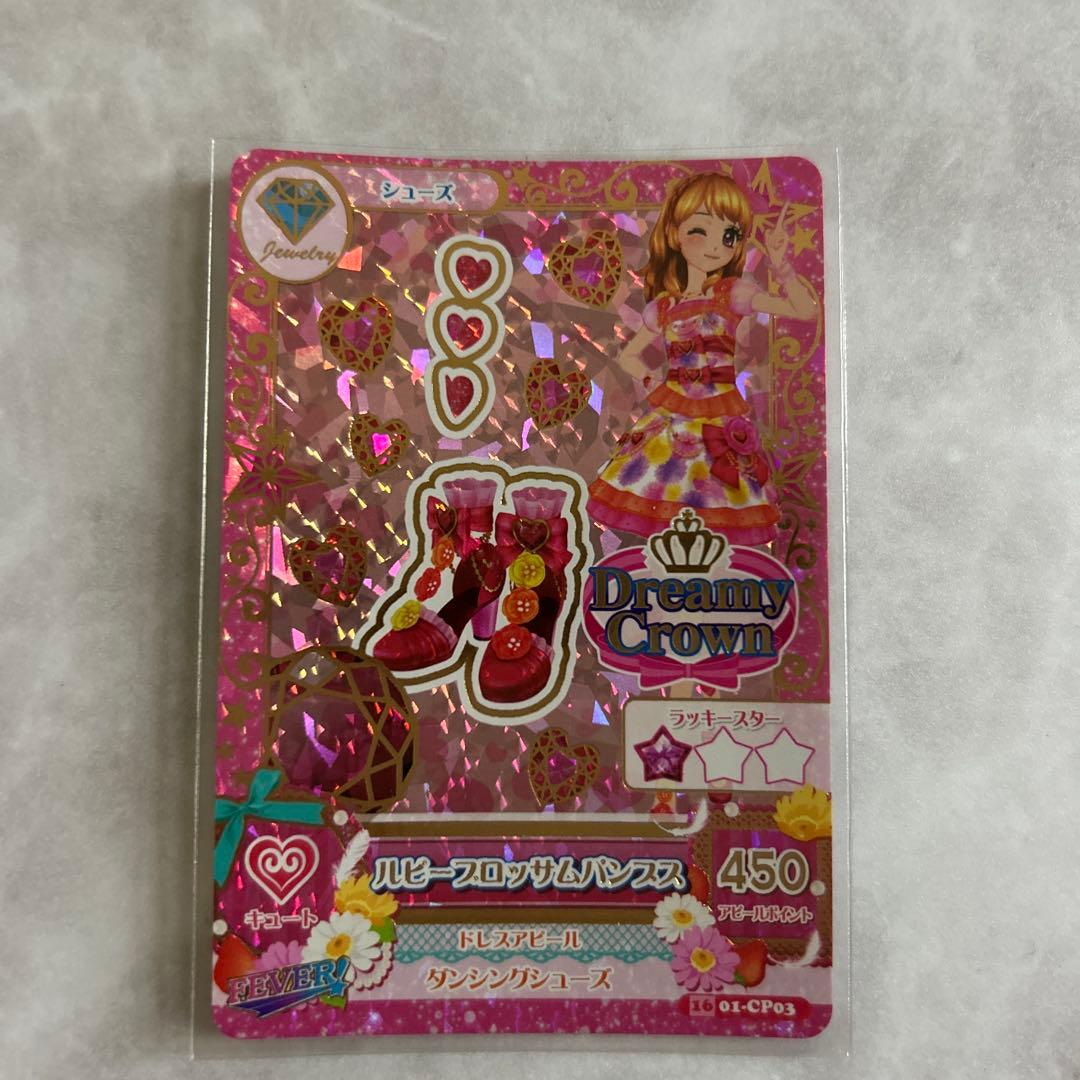 シューズ
Jewelry
Dreamy
Crown
ラッキースター
ルビーブロッサムパンプス
450
アピールポイント
キュート
ドレスアピール
ダンシングシューズ
FEVER!
16 01-CP03